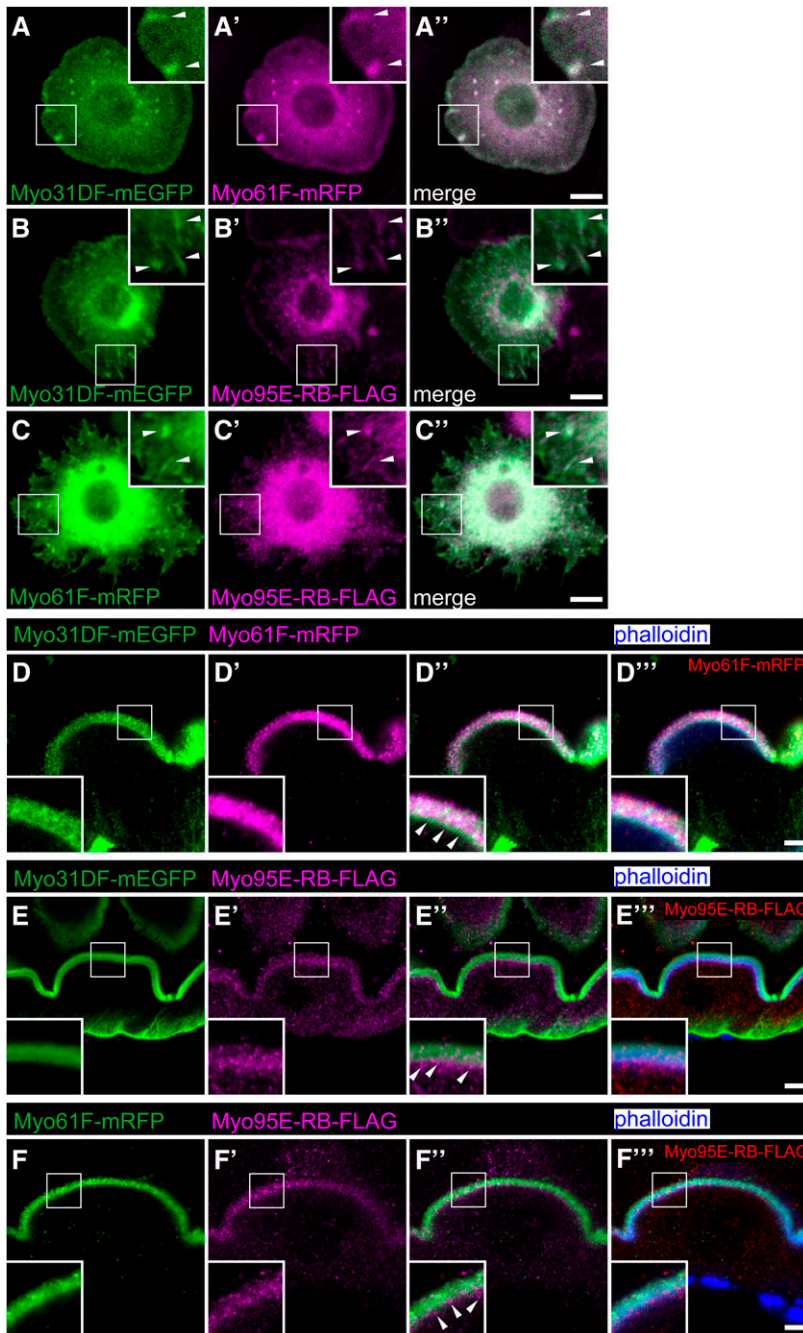 A A’ A’’
Myo31DF-mEGFP Myo61F-mRFP merge
B B’ B’’
Myo31DF-mEGFP Myo95E-RB-FLAG merge
C C’ C’’
Myo61F-mRFP Myo95E-RB-FLAG merge
Myo31DF-mEGFP Myo61F-mRFP phalloidin
D D’ D’’ D’’’ Myo61F-mRFP
Myo31DF-mEGFP Myo95E-RB-FLAG phalloidin
E E’ E’’ E’’’ Myo95E-RB-FLAG
Myo61F-mRFP Myo95E-RB-FLAG phalloidin
F F’ F’’ F’’’ Myo95E-RB-FLAG